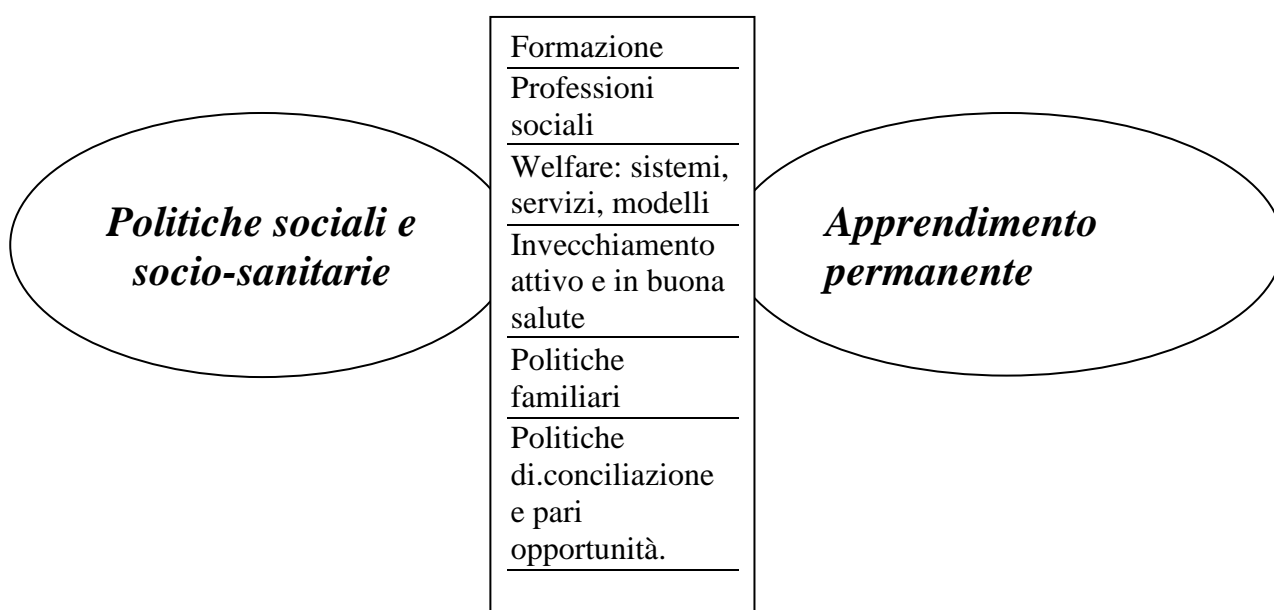 Politiche sociali e
socio-sanitarie
Formazione
Professioni
sociali
Welfare: sistemi,
servizi, modelli
Invecchiamento
attivo e in buona
salute
Politiche
familiari
Politiche
di.conciliazione
e pari
opportunità.
Apprendimento
permanente